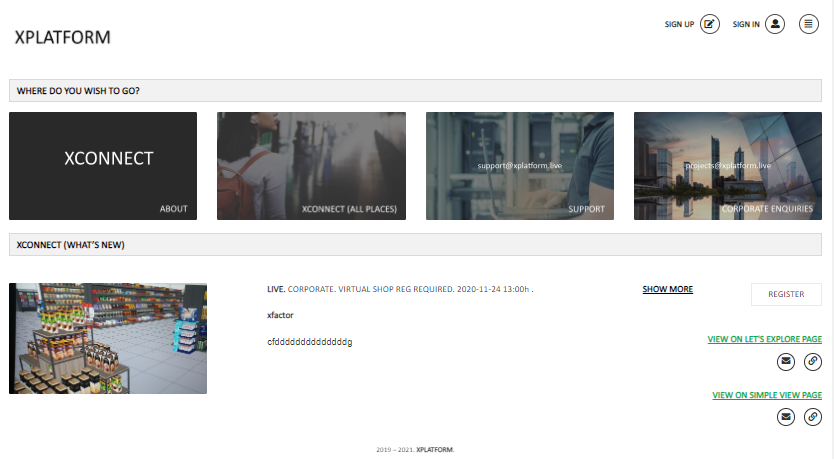 XPLATFORM
SIGN UP
SIGN IN
WHERE DO YOU WISH TO GO?
XCONNECT
ABOUT
XCONNECT (ALL PLACES)
support@xplatform.live
SUPPORT
projects@xplatform.live
CORPORATE ENQUIRIES
XCONNECT (WHAT'S NEW)
LIVE. CORPORATE. VIRTUAL SHOP REG REQUIRED. 2020-11-24 13:00h .
SHOW MORE
REGISTER
xfactor
cfddddddddddddddg
VIEW ON LET'S EXPLORE PAGE
VIEW ON SIMPLE VIEW PAGE
2019 – 2021. XPLATFORM.